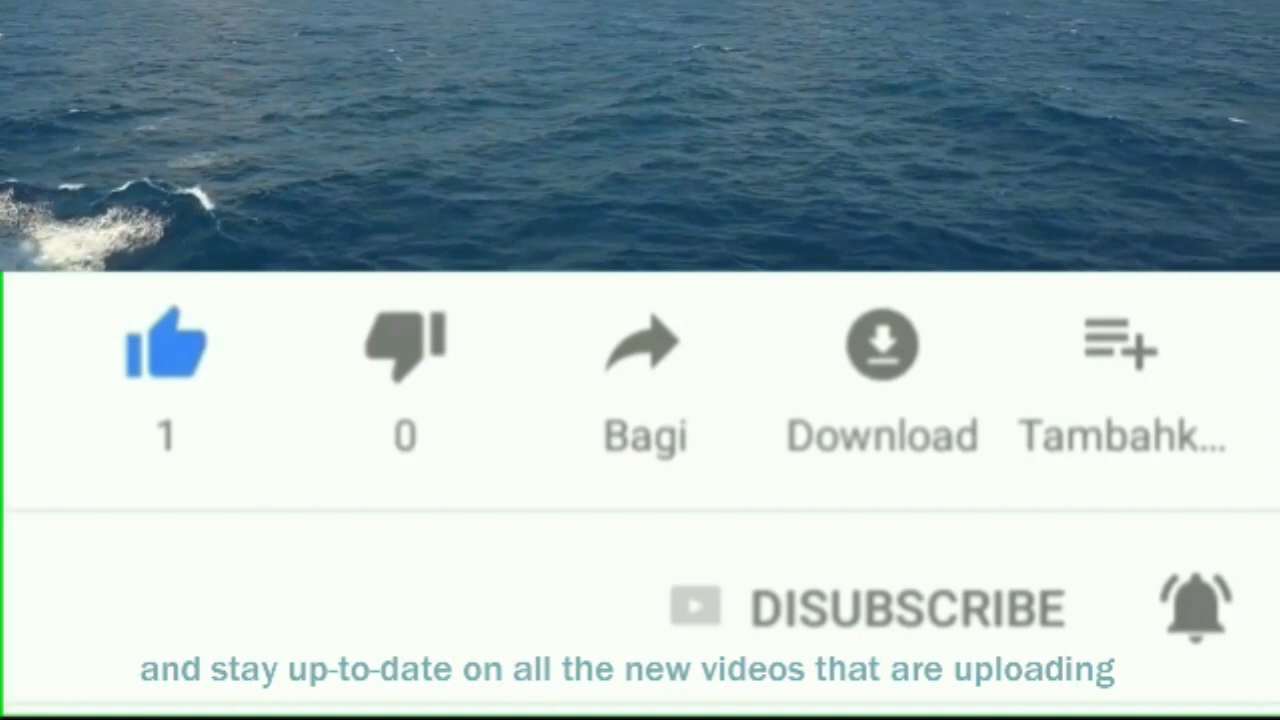 1 0 Bagi Download Tambahk...
DISUBSCRIBE
and stay up-to-date on all the new videos that are uploading